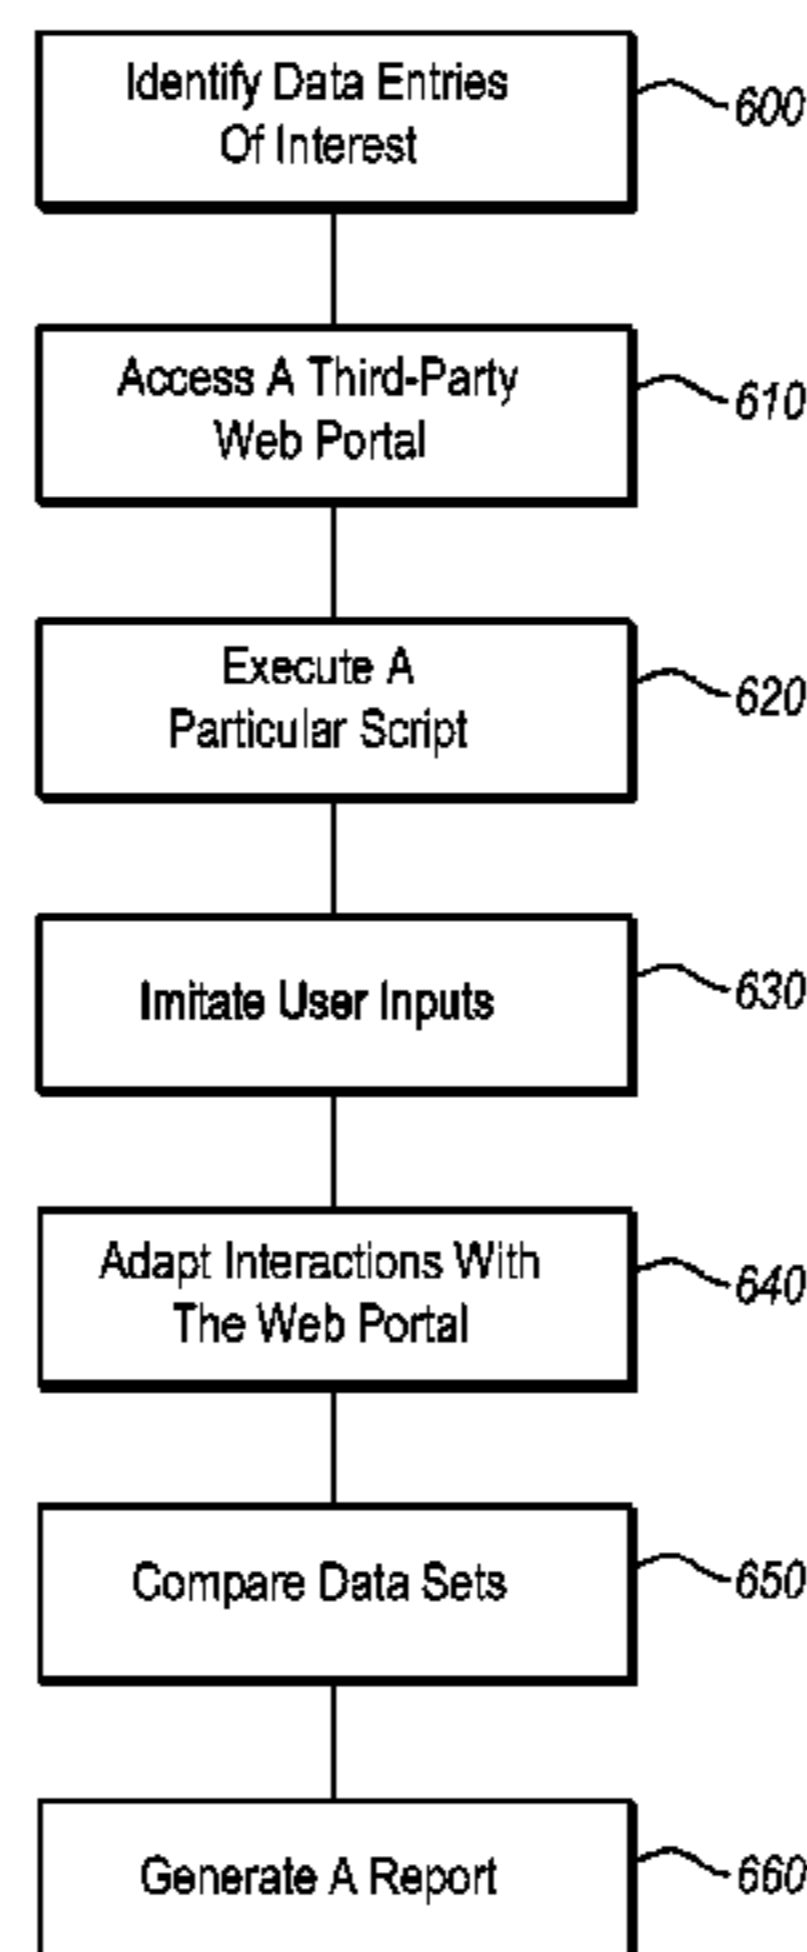 Identify Data Entries
Of Interest
600
Access A Third-Party
Web Portal
610
Execute A
Particular Script
620
Imitate User Inputs
630
Adapt Interactions With
The Web Portal
640
Compare Data Sets
650
Generate A Report
660